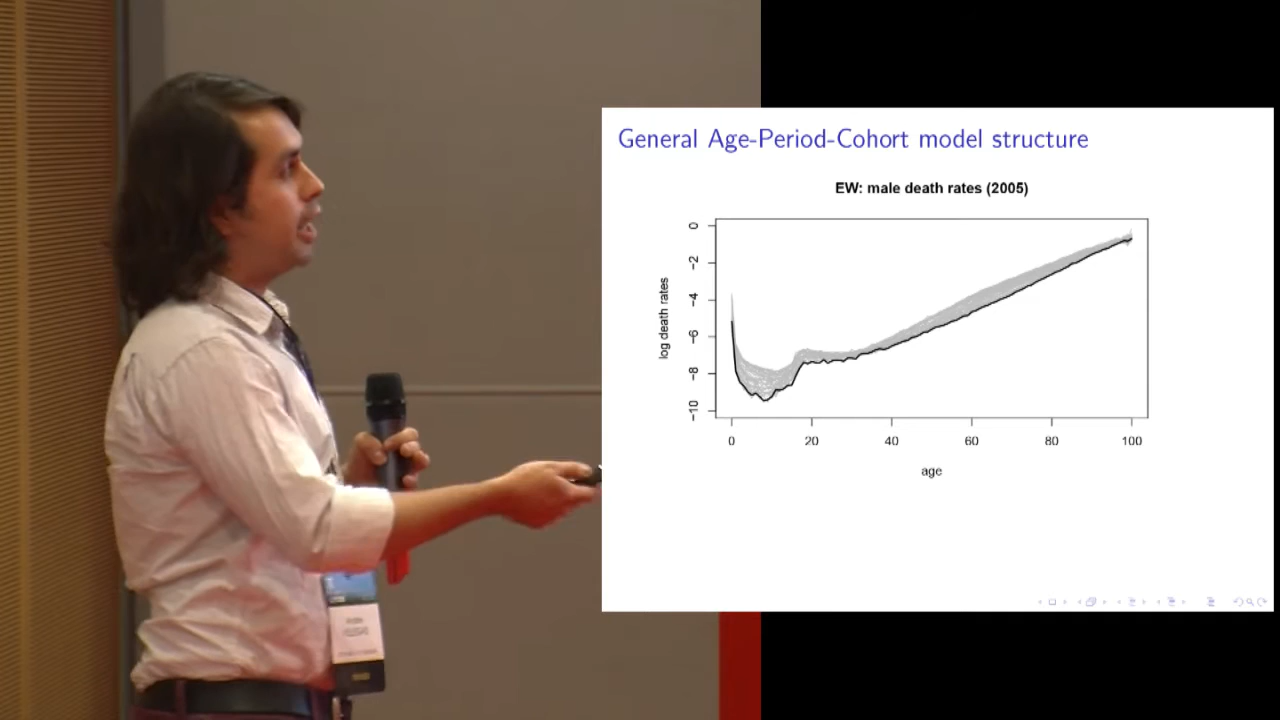 General Age-Period-Cohort model structure
EW: male death rates (2005)
log death rates
0
-2
-4
-6
-8
-10
0 20 40 60 80 100
age